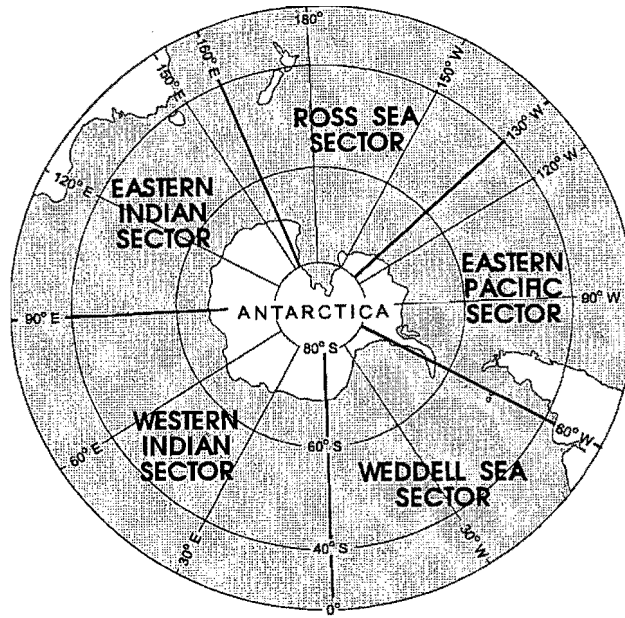 180°
160° E
150° E
150° W
130° W
120° W
ROSS SEA
SECTOR
120° E
EASTERN
INDIAN
SECTOR
EASTERN
PACIFIC
SECTOR
90° E
ANTARCTICA
90° W
80° S
WESTERN
INDIAN
SECTOR
60° S
60° W
60° E
WEDDELL SEA
SECTOR
30° E
40° S
30° W
0°